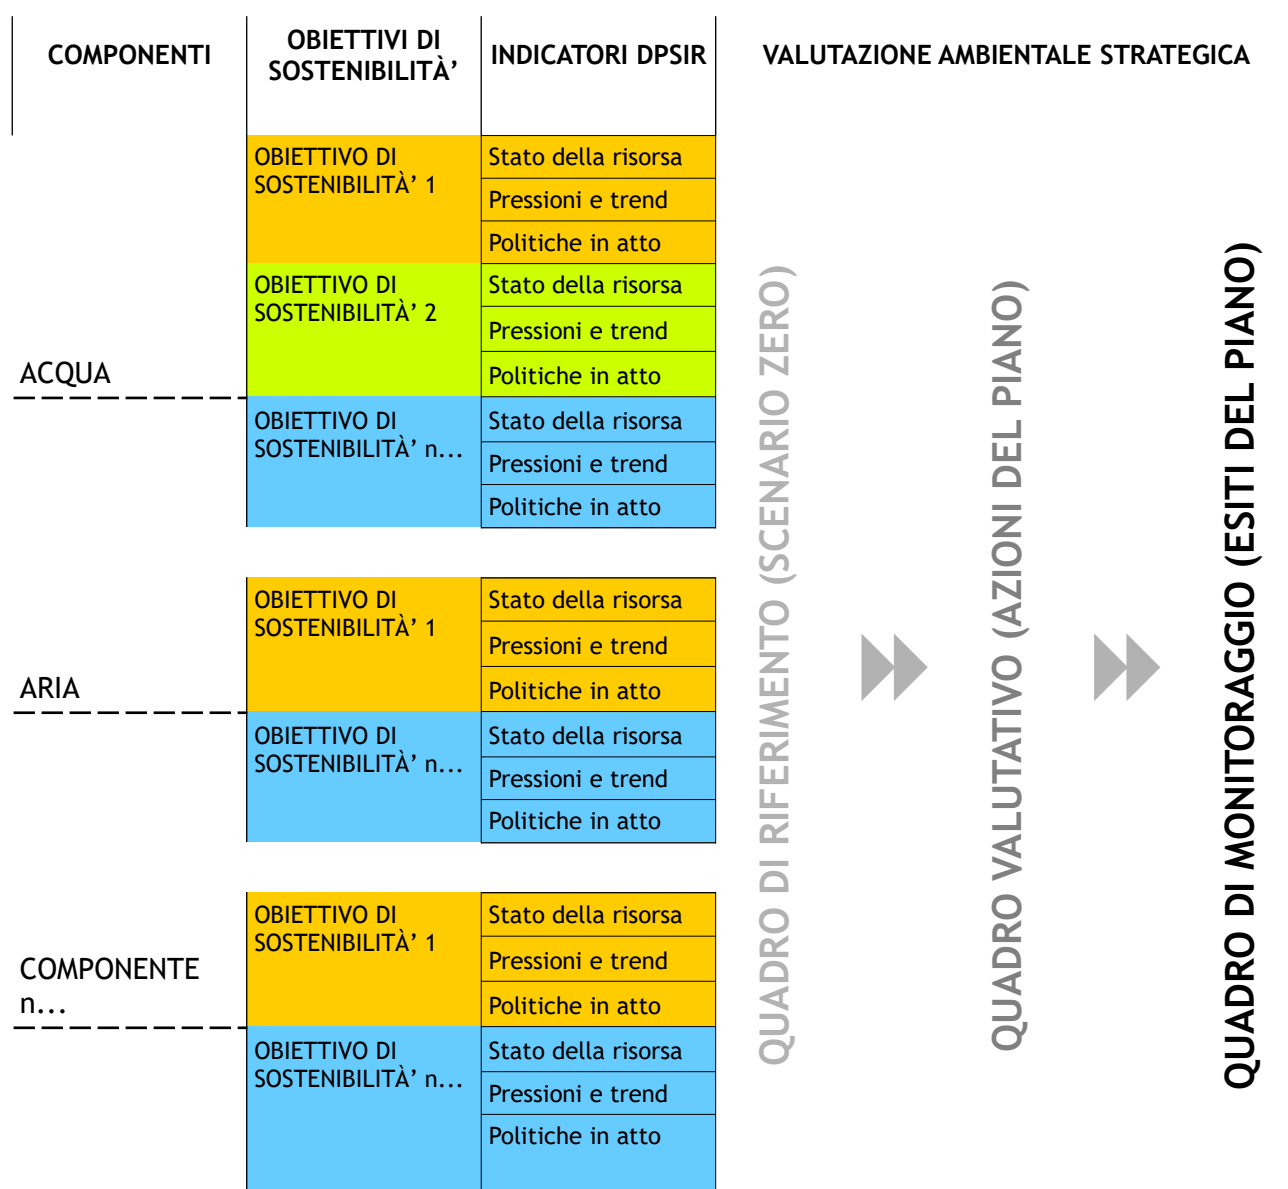 COMPONENTI
OBIETTIVI DI
SOSTENIBILITÀ’
INDICATORI DPSIR
VALUTAZIONE AMBIENTALE STRATEGICA
ACQUA
OBIETTIVO DI
SOSTENIBILITÀ’ 1
Stato della risorsa
Pressioni e trend
Politiche in atto
OBIETTIVO DI
SOSTENIBILITÀ’ 2
Stato della risorsa
Pressioni e trend
Politiche in atto
OBIETTIVO DI
SOSTENIBILITÀ’ n...
Stato della risorsa
Pressioni e trend
Politiche in atto
ARIA
OBIETTIVO DI
SOSTENIBILITÀ’ 1
Stato della risorsa
Pressioni e trend
Politiche in atto
OBIETTIVO DI
SOSTENIBILITÀ’ n...
Stato della risorsa
Pressioni e trend
Politiche in atto
COMPONENTE
n...
OBIETTIVO DI
SOSTENIBILITÀ’ 1
Stato della risorsa
Pressioni e trend
Politiche in atto
OBIETTIVO DI
SOSTENIBILITÀ’ n...
Stato della risorsa
Pressioni e trend
Politiche in atto
QUADRO DI RIFERIMENTO (SCENARIO ZERO)
QUADRO VALUTATIVO (AZIONI DEL PIANO)
QUADRO DI MONITORAGGIO (ESITI DEL PIANO)